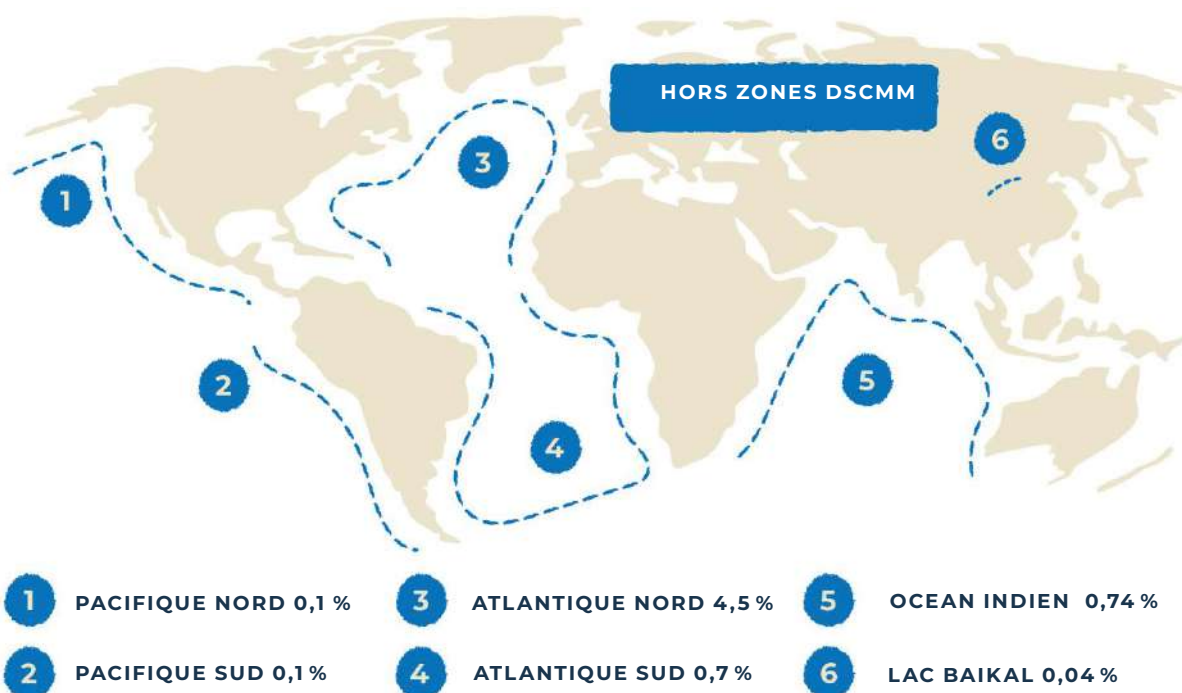 HORS ZONES DSCMM
6
3
1
5
2
4
1 PACIFIQUE NORD 0,1 %
3 ATLANTIQUE NORD 4,5 %
5 OCEAN INDIEN 0,74 %
2 PACIFIQUE SUD 0,1 %
4 ATLANTIQUE SUD 0,7 %
6 LAC BAIKAL 0,04 %